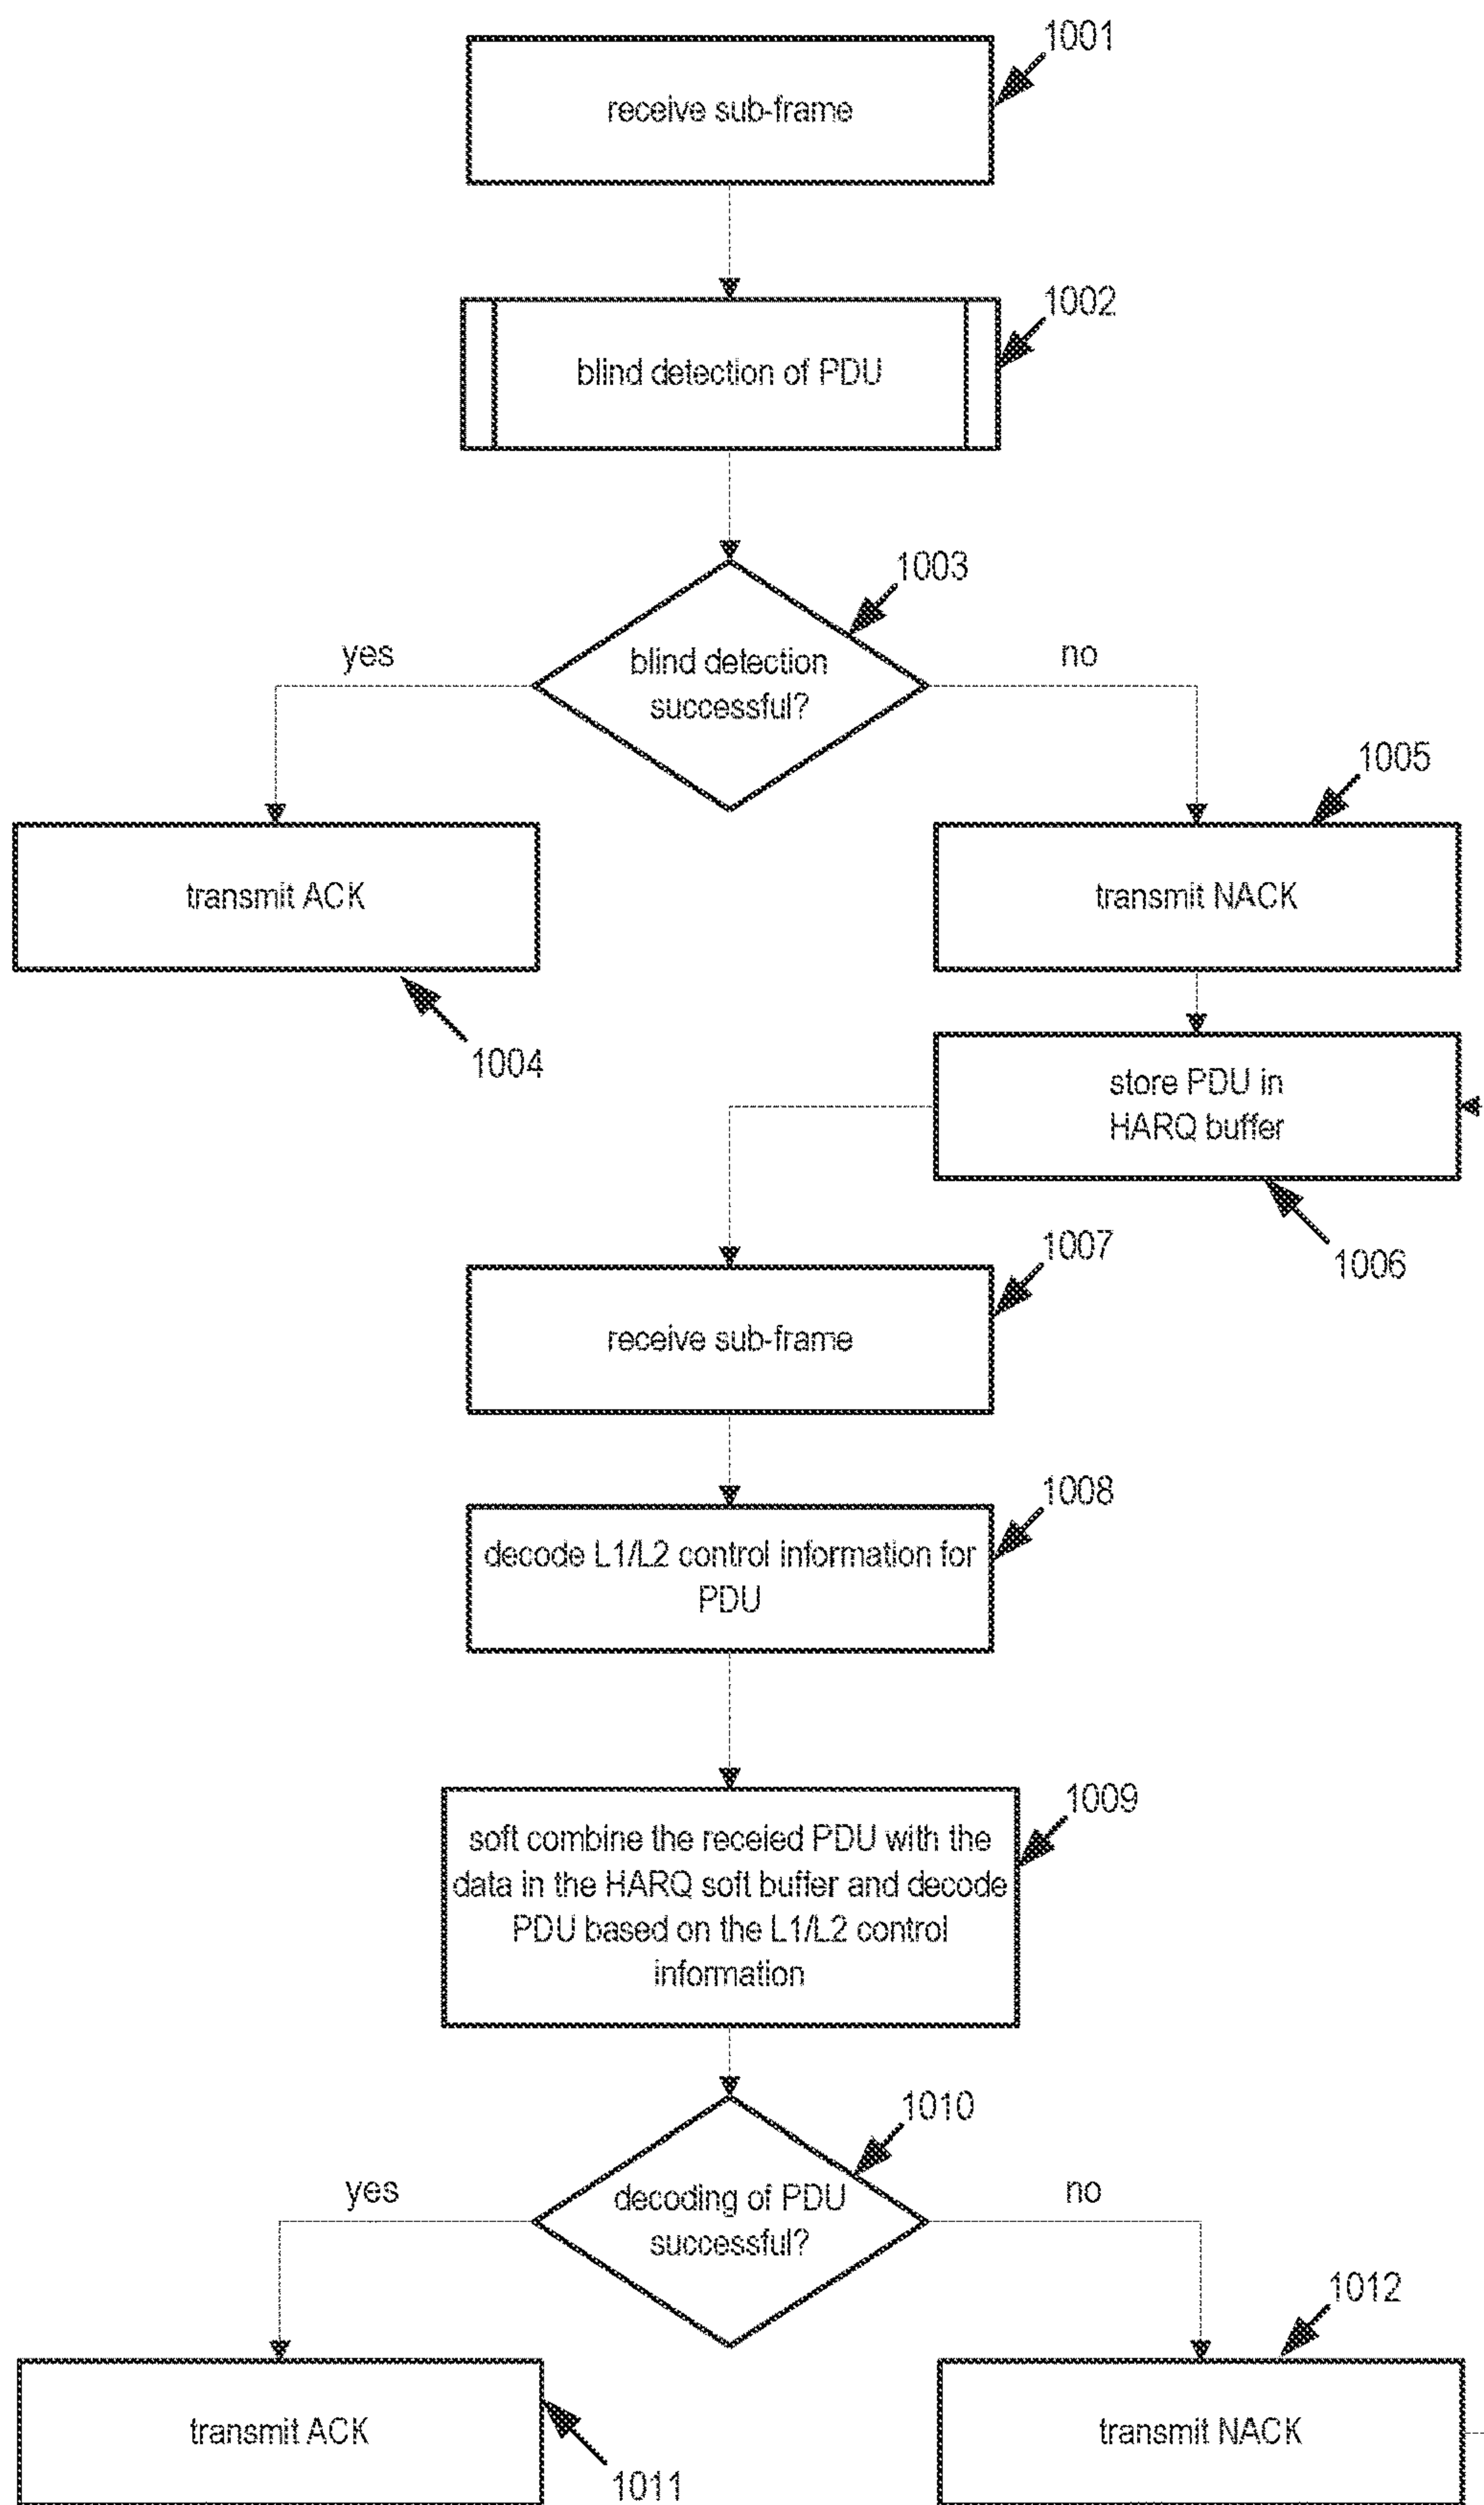 1001
receive sub-frame
1002
blind detection of PDU
1003
yes
blind detection
successful?
no
1005
transmit ACK
transmit NACK
1004
store PDU in
HARQ buffer
1006
1007
receive sub-frame
1008
decode L1/L2 control information for
PDU
1009
soft combine the receied PDU with the
data in the HARQ soft buffer and decode
PDU based on the L1/L2 control
information
1010
yes
decoding of PDU
successful?
no
1012
transmit ACK
transmit NACK
1011